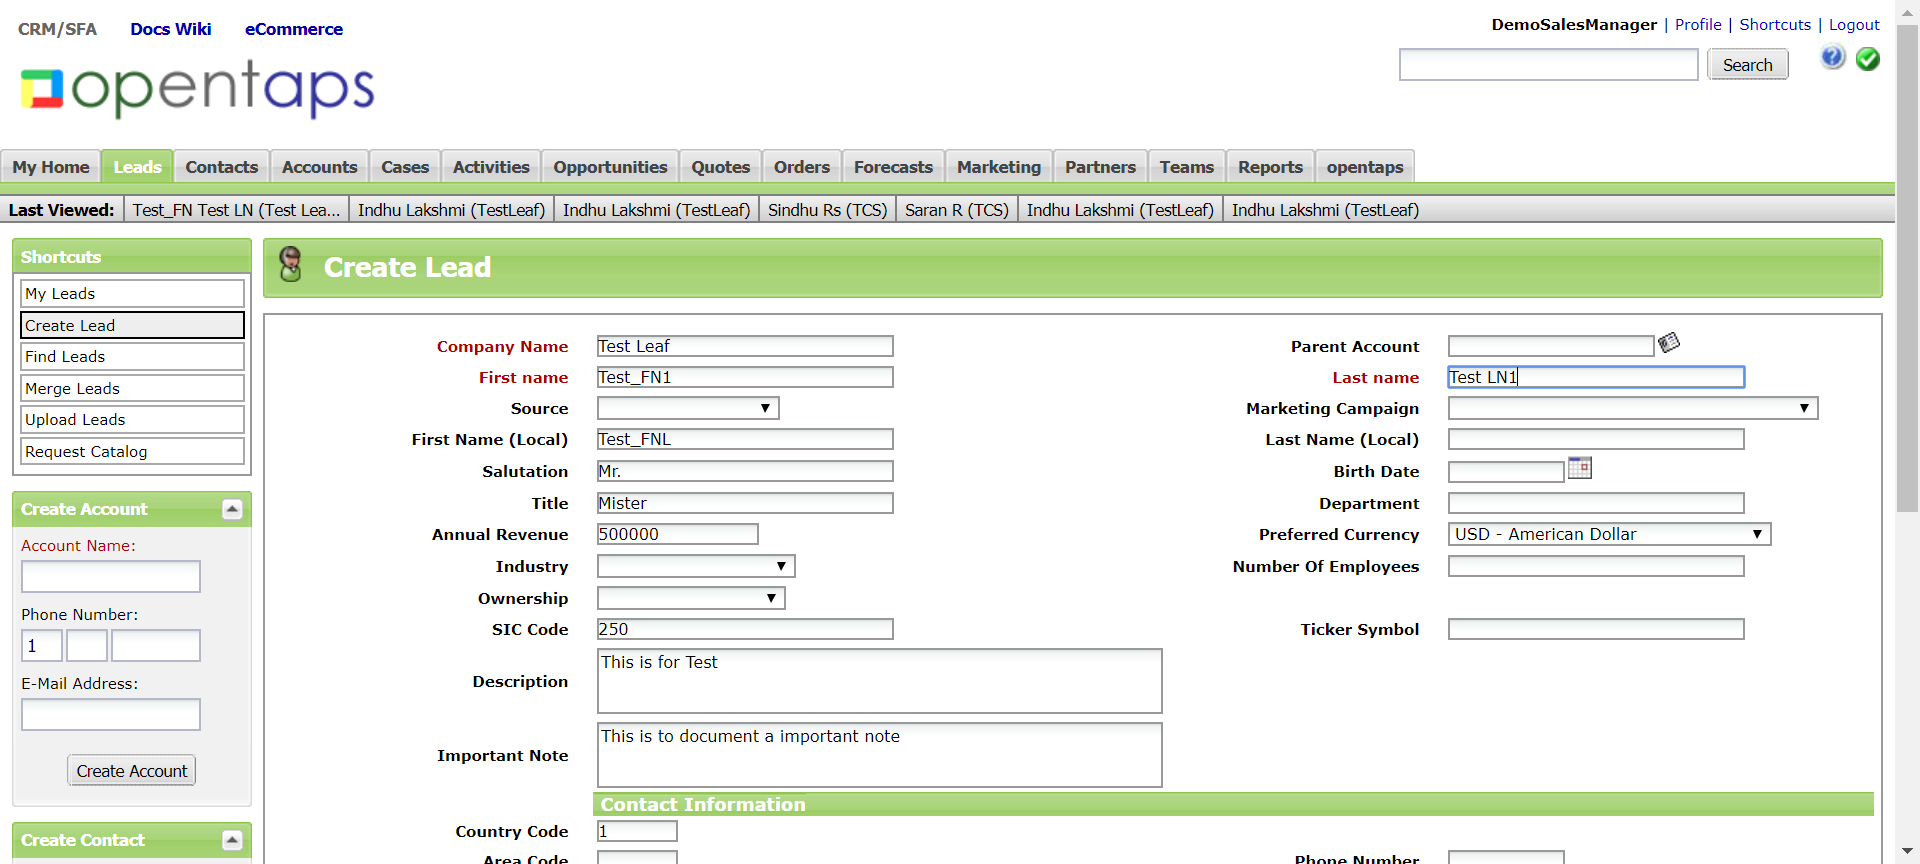 CRM/SFA Docs Wiki eCommerce
DemoSalesManager | Profile | Shortcuts | Logout
opentaps
Search
My Home Leads Contacts Accounts Cases Activities Opportunities Quotes Orders Forecasts Marketing Partners Teams Reports opentaps
Last Viewed: Test_FN Test LN (Test Lea... Indhu Lakshmi (TestLeaf) Indhu Lakshmi (TestLeaf) Sindhu Rs (TCS) Saran R (TCS) Indhu Lakshmi (TestLeaf) Indhu Lakshmi (TestLeaf)
Shortcuts
My Leads
Create Lead
Find Leads
Merge Leads
Upload Leads
Request Catalog
Create Account
Account Name:
Phone Number:
1
E-Mail Address:
Create Account
Create Contact
Create Lead
Company Name Test Leaf Parent Account
First name Test_FN1 Last name Test LN1
Source Marketing Campaign
First Name (Local) Test_FNL Last Name (Local)
Salutation Mr. Birth Date
Title Mister Department
Annual Revenue 500000 Preferred Currency USD - American Dollar
Industry Number Of Employees
Ownership
SIC Code 250 Ticker Symbol
Description This is for Test
Important Note This is to document a important note
Contact Information
Country Code 1
Area Code Phone Number